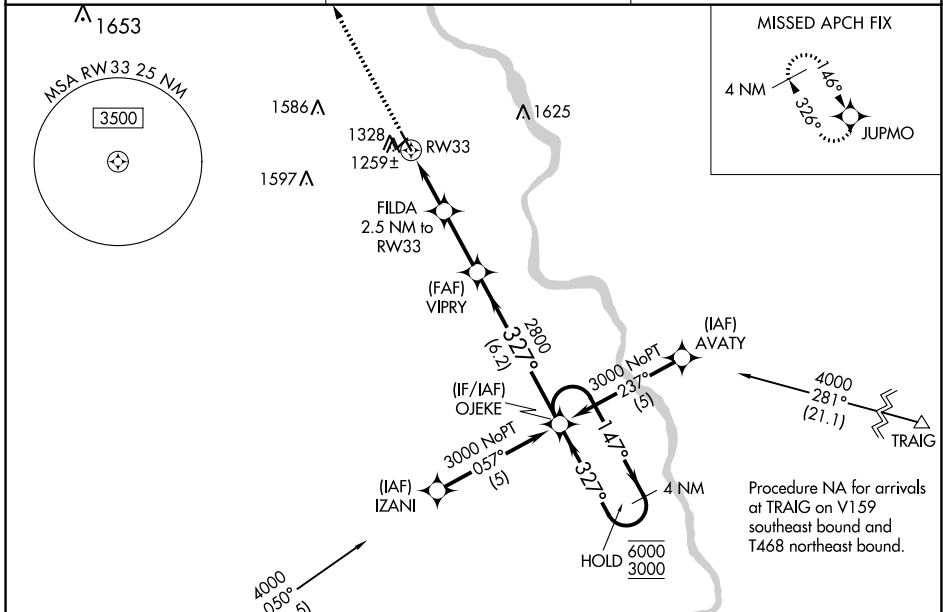 1653
MSA RW33 25 NM
3500
MISSED APCH FIX
4 NM
146°
326°
JUPMO
1586
1625
1328
1259±
RW33
1597
FILDA
2.5 NM to
RW33
(FAF)
VIPRY
2800
327°
(6.2)
(IAF)
AVATY
3000 NoPT
237°
(5)
4000
281°
(21.1)
TRAIG
(IF/IAF)
OJEKE
3000 NoPT
057°
(5)
(IAF)
IZANI
147°
327°
4 NM
HOLD
6000
3000
Procedure NA for arrivals
at TRAIG on V159
southeast bound and
T468 northeast bound.
4000
050°
5)